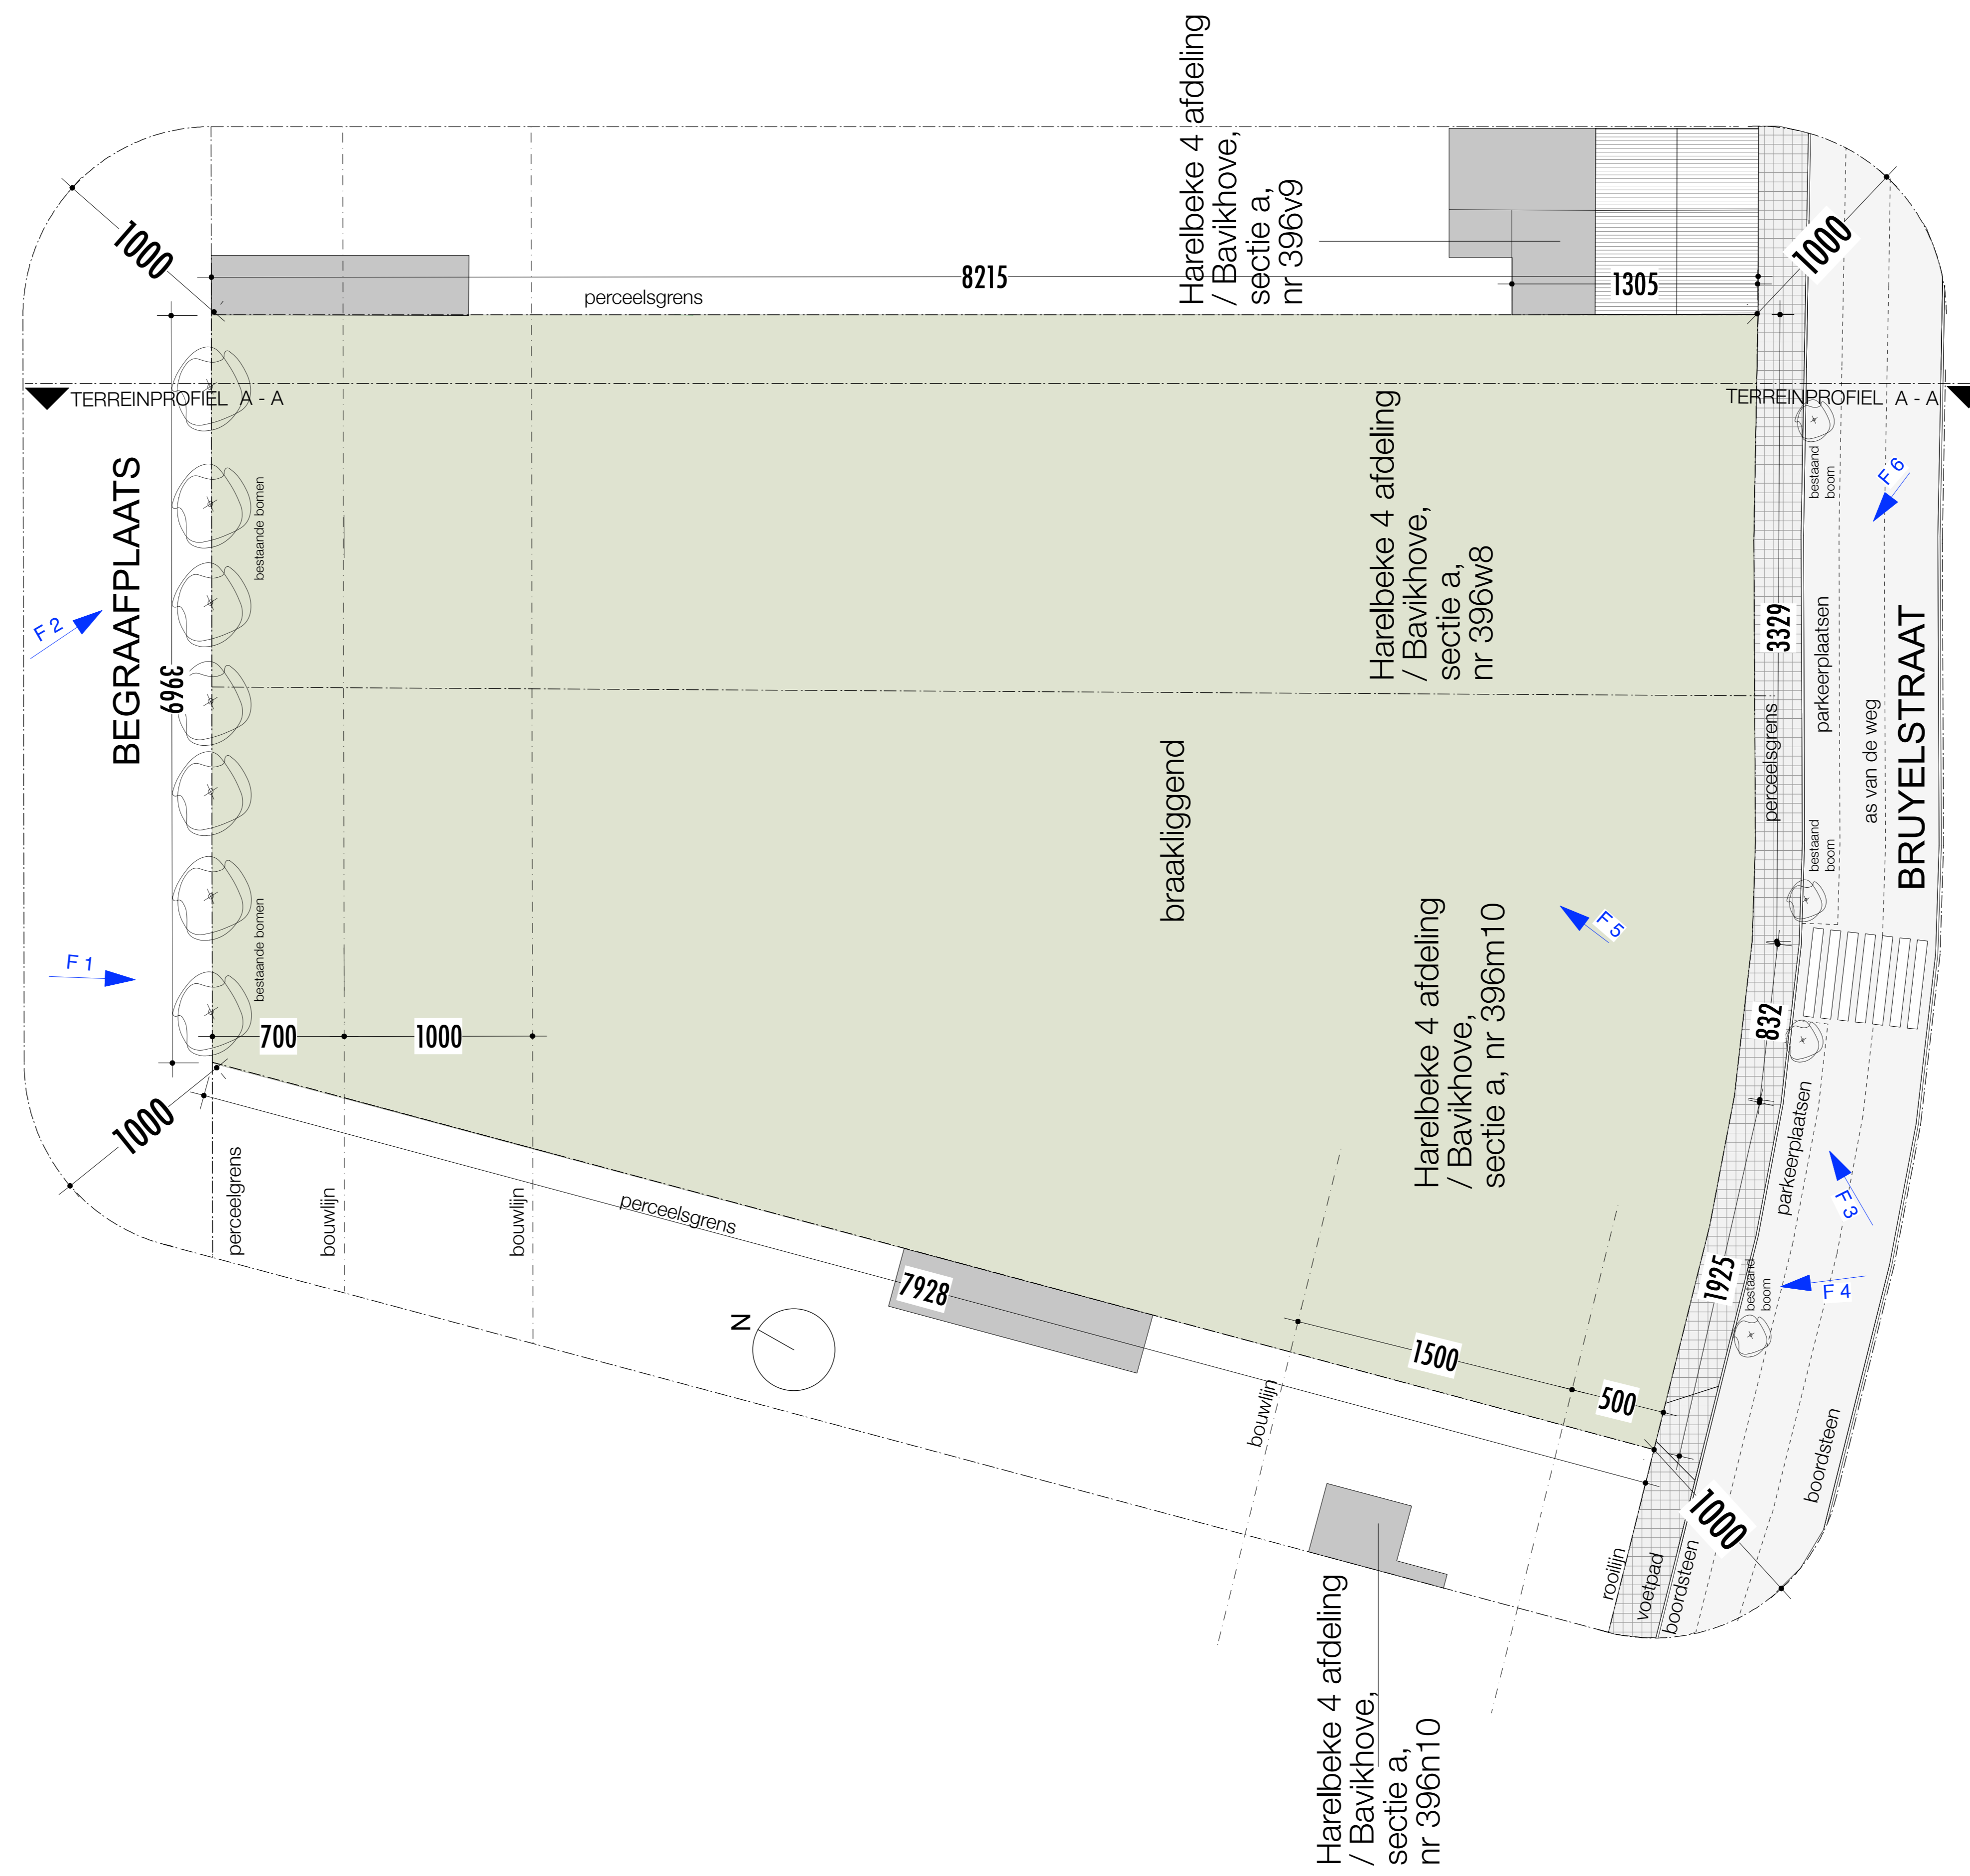 Harelbeke 4 afdeling
/ Bavikhove,
sectie a,
nr 396v9
1000
1000
8215
1305
perceelsgrens
TERREINPROFIEL A - A
TERREINPROFIEL A - A
BEGRAAFPLAATS
bestaande bomen
F 2
3969
Harelbeke 4 afdeling
/ Bavikhove,
sectie a,
nr 396w8
bestaand
boom
F 6
3329
parkeerplaatsen
perceelsgrens
as van de weg
BRUYELSTRAAT
braakliggend
bestaand
boom
F 1
bestaande bomen
Harelbeke 4 afdeling
/ Bavikhove,
sectie a, nr 396m10
F 5
700
1000
832
1000
perceelgrens
bouwlijn
bouwlijn
perceelsgrens
parkeerplaatsen
F 3
7928
N
1925
bestaand
boom
F 4
1500
500
bouwlijn
boordsteen
1000
rooilijn
voetpad
boordsteen
Harelbeke 4 afdeling
/ Bavikhove,
sectie a,
nr 396n10